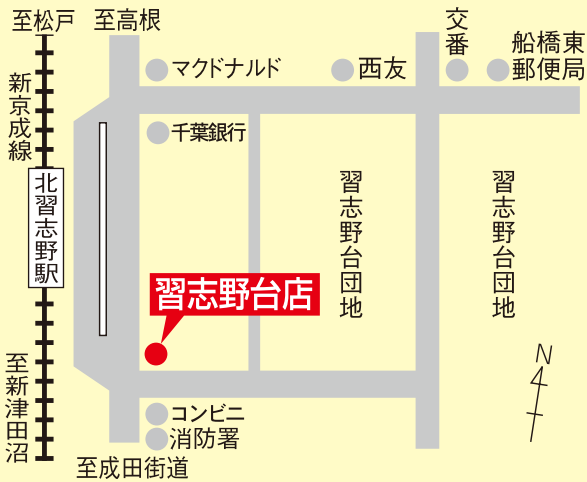 至松戸
至高根
交番
船橋東
郵便局
マクドナルド
西友
新京成線
千葉銀行
北習志野駅
習志野台団地
習志野台団地
習志野台店
N
至新津田沼
コンビニ
消防署
至成田街道